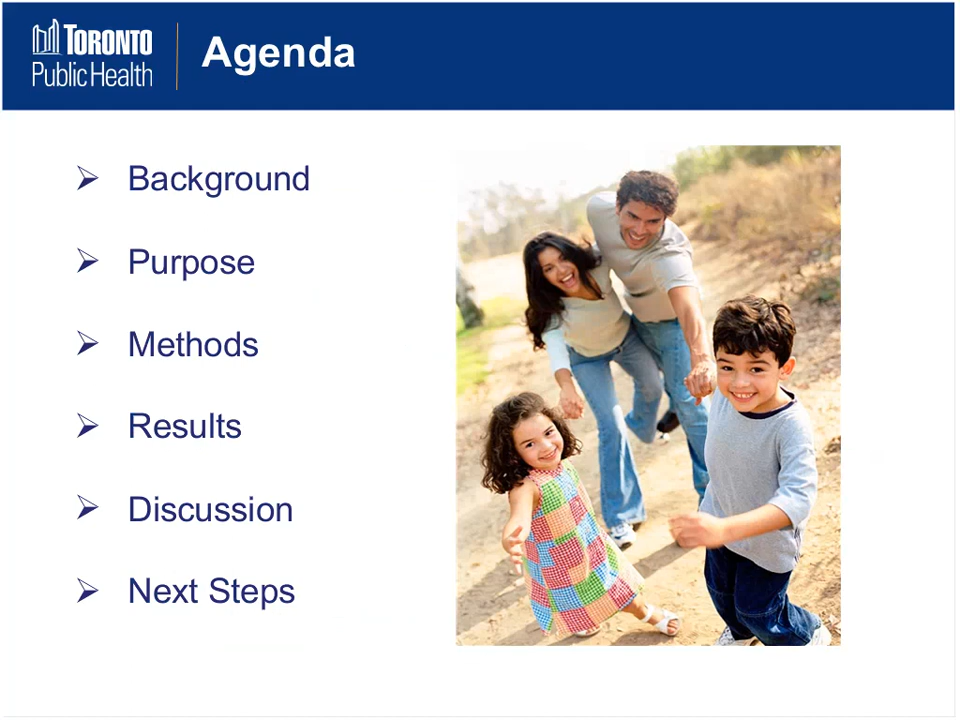 TORONTO
Public Health
Agenda
Background
Purpose
Methods
Results
Discussion
Next Steps